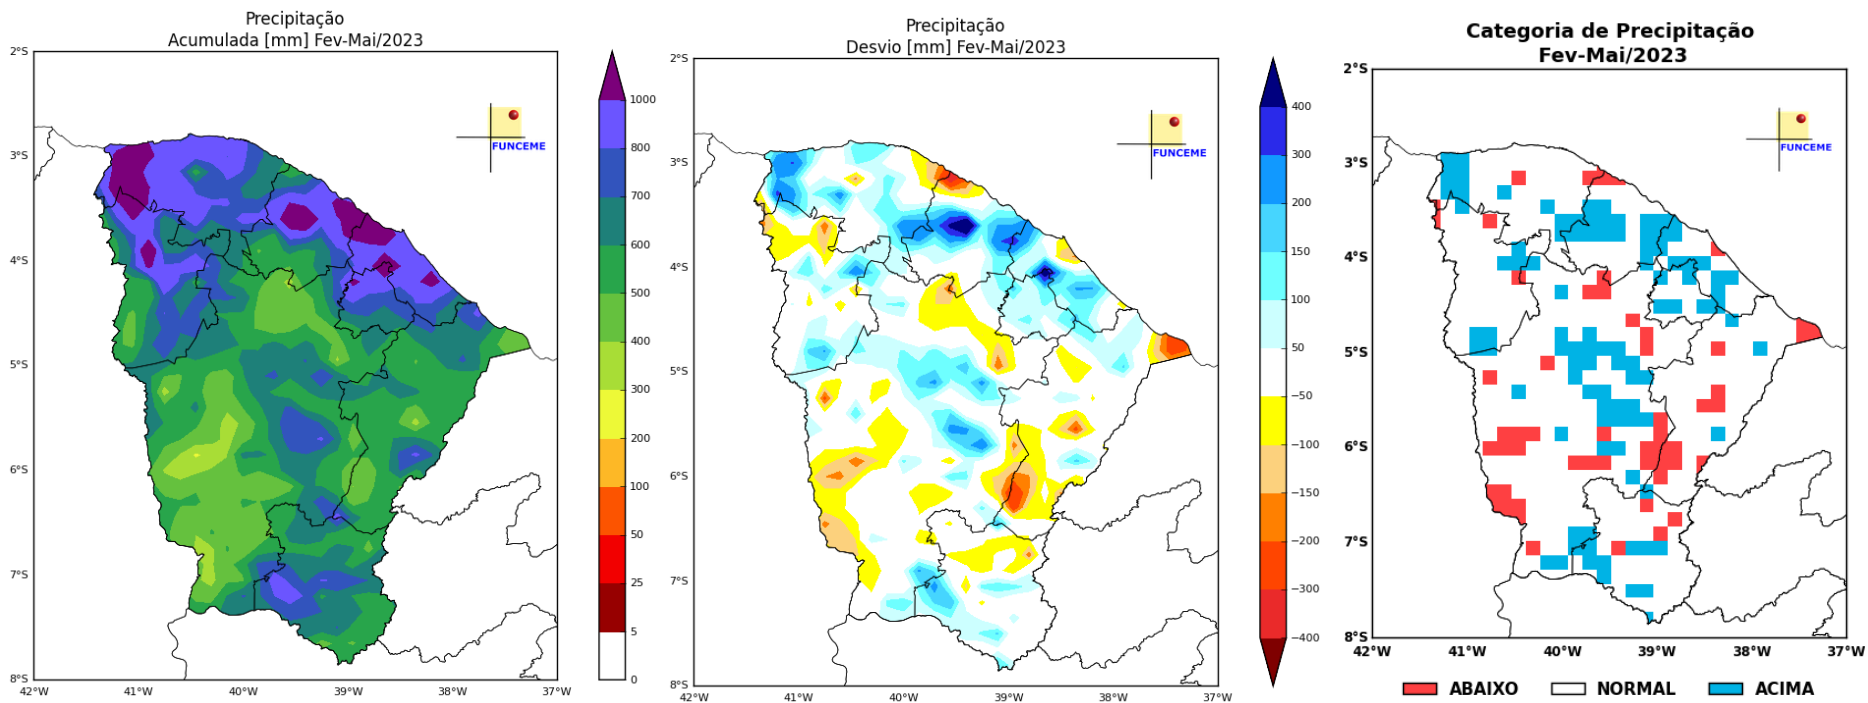 Precipitação
Acumulada [mm] Fev-Mai/2023
2°S
3°S
4°S
5°S
6°S
7°S
8°S
42°W
41°W
40°W
39°W
38°W
37°W
FUNCEME
1000
800
700
600
500
400
300
200
100
50
25
5
0
Precipitação
Desvio [mm] Fev-Mai/2023
2°S
3°S
4°S
5°S
6°S
7°S
8°S
42°W
41°W
40°W
39°W
38°W
37°W
FUNCEME
400
300
200
150
100
50
−50
−100
−150
−200
−300
−400
Categoria de Precipitação
Fev-Mai/2023
2°S
3°S
4°S
5°S
6°S
7°S
8°S
42°W
41°W
40°W
39°W
38°W
37°W
FUNCEME
ABAIXO
NORMAL
ACIMA